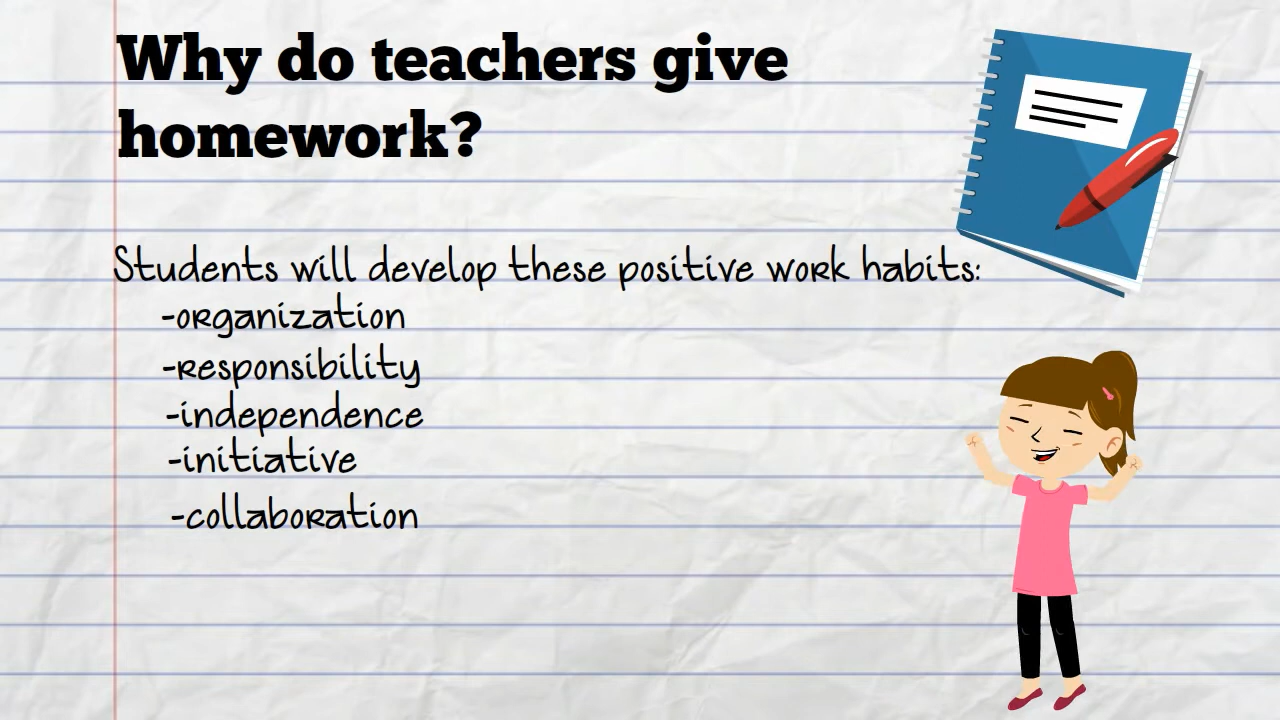 Why do teachers give
homework?
Students will develop these positive work habits:
-organization
-responsibility
-independence
-initiative
-collaboration